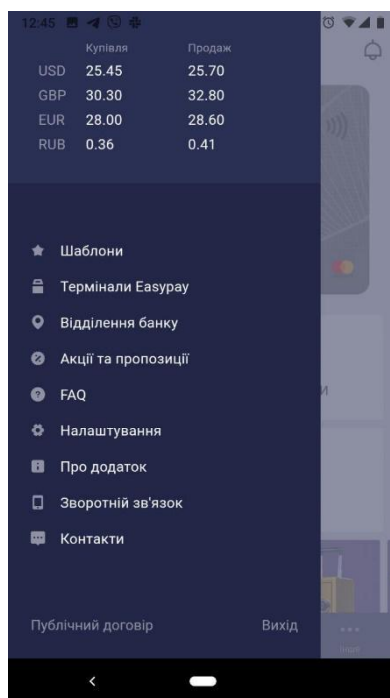 12:45
Купівля Продаж
USD 25.45 25.70
GBP 30.30 32.80
EUR 28.00 28.60
RUB 0.36 0.41
Шаблони
Термінали Easypay
Відділення банку
Акції та пропозиції
FAQ
Налаштування
Про додаток
Зворотній зв'язок
Контакти
Публічний договір Вихід